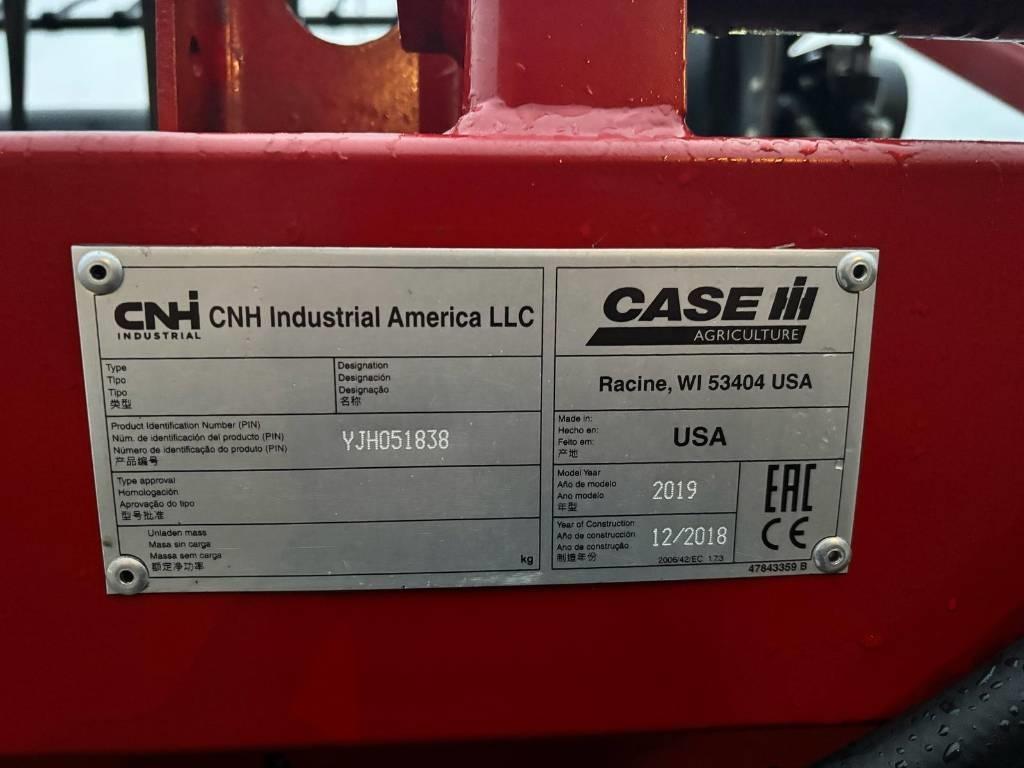 CNH INDUSTRIAL
CNH Industrial America LLC
CASE IH
AGRICULTURE
Racine, WI 53404 USA
Type
Tipo
Tipo
类型
Designation
Designación
Designação
名称
Product Identification Number (PIN)
Núm. de identificación del producto (PIN)
Número de identificação do produto (PIN)
产品编号
YJH051838
Made in:
Hecho en:
Feito em:
产地
USA
Type approval
Homologación
Aprovação do tipo
型号批准
Model Year
Año de modelo
Ano modelo
年型
2019
Unladen mass
Masa sin carga
Massa sem carga
额定净功率
kg
Year of Construction
Año de construcción
Ano de construção
制造年份
12/2018
2006/42/EC 1.7.3
EAC
CE
47843359 B